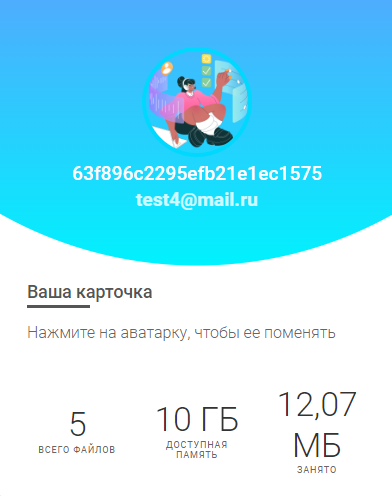 63f896c2295efb21e1ec1575
test4@mail.ru
Ваша карточка
Нажмите на аватарку, чтобы ее поменять
5
ВСЕГО ФАЙЛОВ
10 ГБ
ДОСТУПНАЯ
ПАМЯТЬ
12,07
МБ
ЗАНЯТО